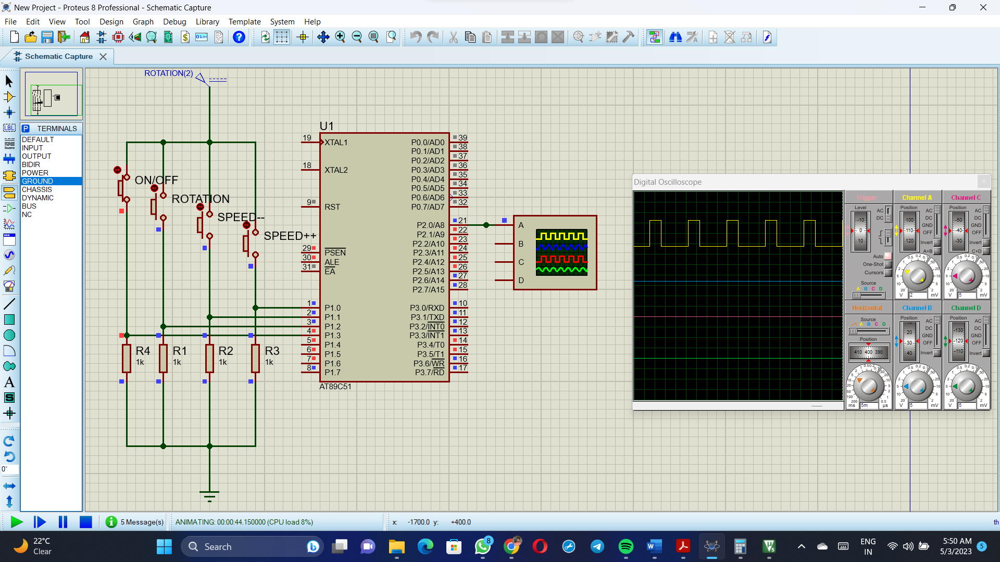 New Project - Proteus 8 Professional - Schematic Capture
File Edit View Tool Design Graph Debug Library Template System Help
Schematic Capture
P TERMINALS
DEFAULT
INPUT
OUTPUT
BIDIR
POWER
GROUND
CHASSIS
DYNAMIC
BUS
NC
LBL
A
S
0°
ROTATION(2)
ON/OFF
ROTATION
SPEED--
SPEED++
R4
1k
R1
1k
R2
1k
R3
1k
U1
19 XTAL1
18 XTAL2
9 RST
29 PSEN
30 ALE
31 EA
1 P1.0
2 P1.1
3 P1.2
4 P1.3
5 P1.4
6 P1.5
7 P1.6
8 P1.7
P0.0/AD0 39
P0.1/AD1 38
P0.2/AD2 37
P0.3/AD3 36
P0.4/AD4 35
P0.5/AD5 34
P0.6/AD6 33
P0.7/AD7 32
P2.0/A8 21
P2.1/A9 22
P2.2/A10 23
P2.3/A11 24
P2.4/A12 25
P2.5/A13 26
P2.6/A14 27
P2.7/A15 28
P3.0/RXD 10
P3.1/TXD 11
P3.2/INT0 12
P3.3/INT1 13
P3.4/T0 14
P3.5/T1 15
P3.6/WR 16
P3.7/RD 17
AT89C51
A
B
C
D
Digital Oscilloscope
Trigger
Level
AC
DC
-10
0
10
Auto
One-Shot
Cursors
Source
A B C D
Channel A
Position
AC
DC
GND
OFF
Invert
A+B
100
110
120
V 2 mV
Channel C
Position
AC
DC
GND
OFF
Invert
C+D
-50
-40
-30
V 5 mV
Horizontal
Source
A B C D
Position
410 400 390
ms 5m µs
Channel B
Position
AC
DC
GND
OFF
Invert
20
30
40
V 5 mV
Channel D
Position
AC
DC
GND
OFF
Invert
-130
-120
-110
V 5 mV
5 Message(s) ANIMATING: 00:00:44.150000 (CPU load 8%) x: -1700.0 y: +400.0 th
22°C
Clear
Search
8
ENG
IN
5:50 AM
5/3/2023
5